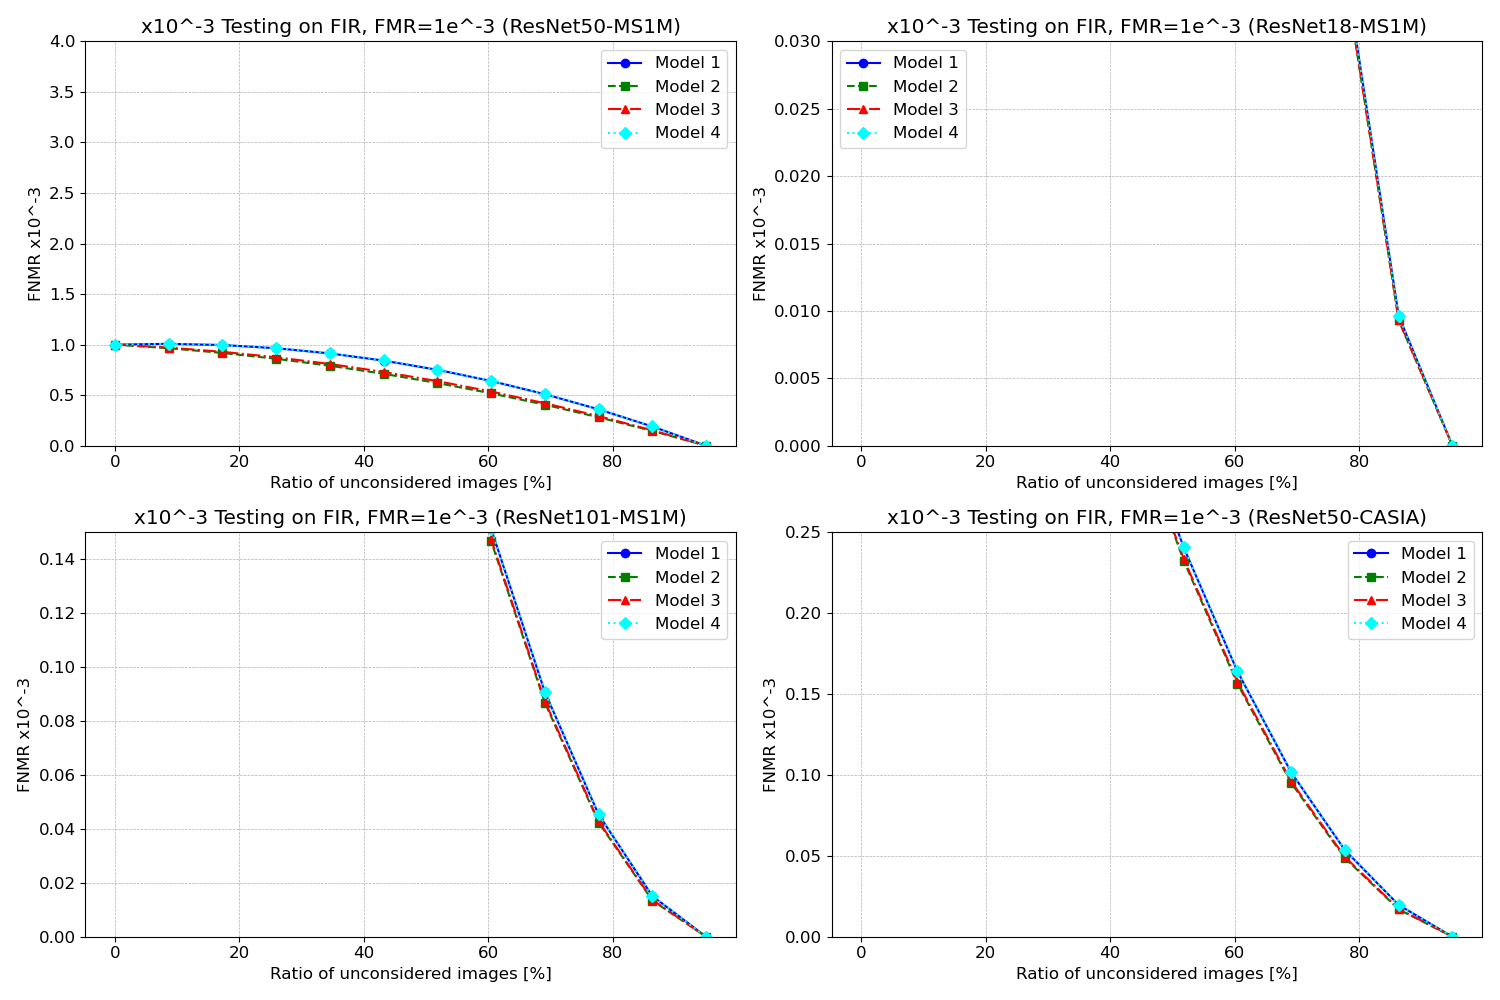 x10^-3 Testing on FIR, FMR=1e^-3 (ResNet50-MS1M)
4.0
3.5
3.0
2.5
2.0
1.5
1.0
0.5
0.0
FNMR x10^-3
Model 1
Model 2
Model 3
Model 4
0 20 40 60 80
Ratio of unconsidered images [%]
x10^-3 Testing on FIR, FMR=1e^-3 (ResNet18-MS1M)
0.030
0.025
0.020
0.015
0.010
0.005
0.000
FNMR x10^-3
Model 1
Model 2
Model 3
Model 4
0 20 40 60 80
Ratio of unconsidered images [%]
x10^-3 Testing on FIR, FMR=1e^-3 (ResNet101-MS1M)
0.14
0.12
0.10
0.08
0.06
0.04
0.02
0.00
FNMR x10^-3
Model 1
Model 2
Model 3
Model 4
0 20 40 60 80
Ratio of unconsidered images [%]
x10^-3 Testing on FIR, FMR=1e^-3 (ResNet50-CASIA)
0.25
0.20
0.15
0.10
0.05
0.00
FNMR x10^-3
Model 1
Model 2
Model 3
Model 4
0 20 40 60 80
Ratio of unconsidered images [%]